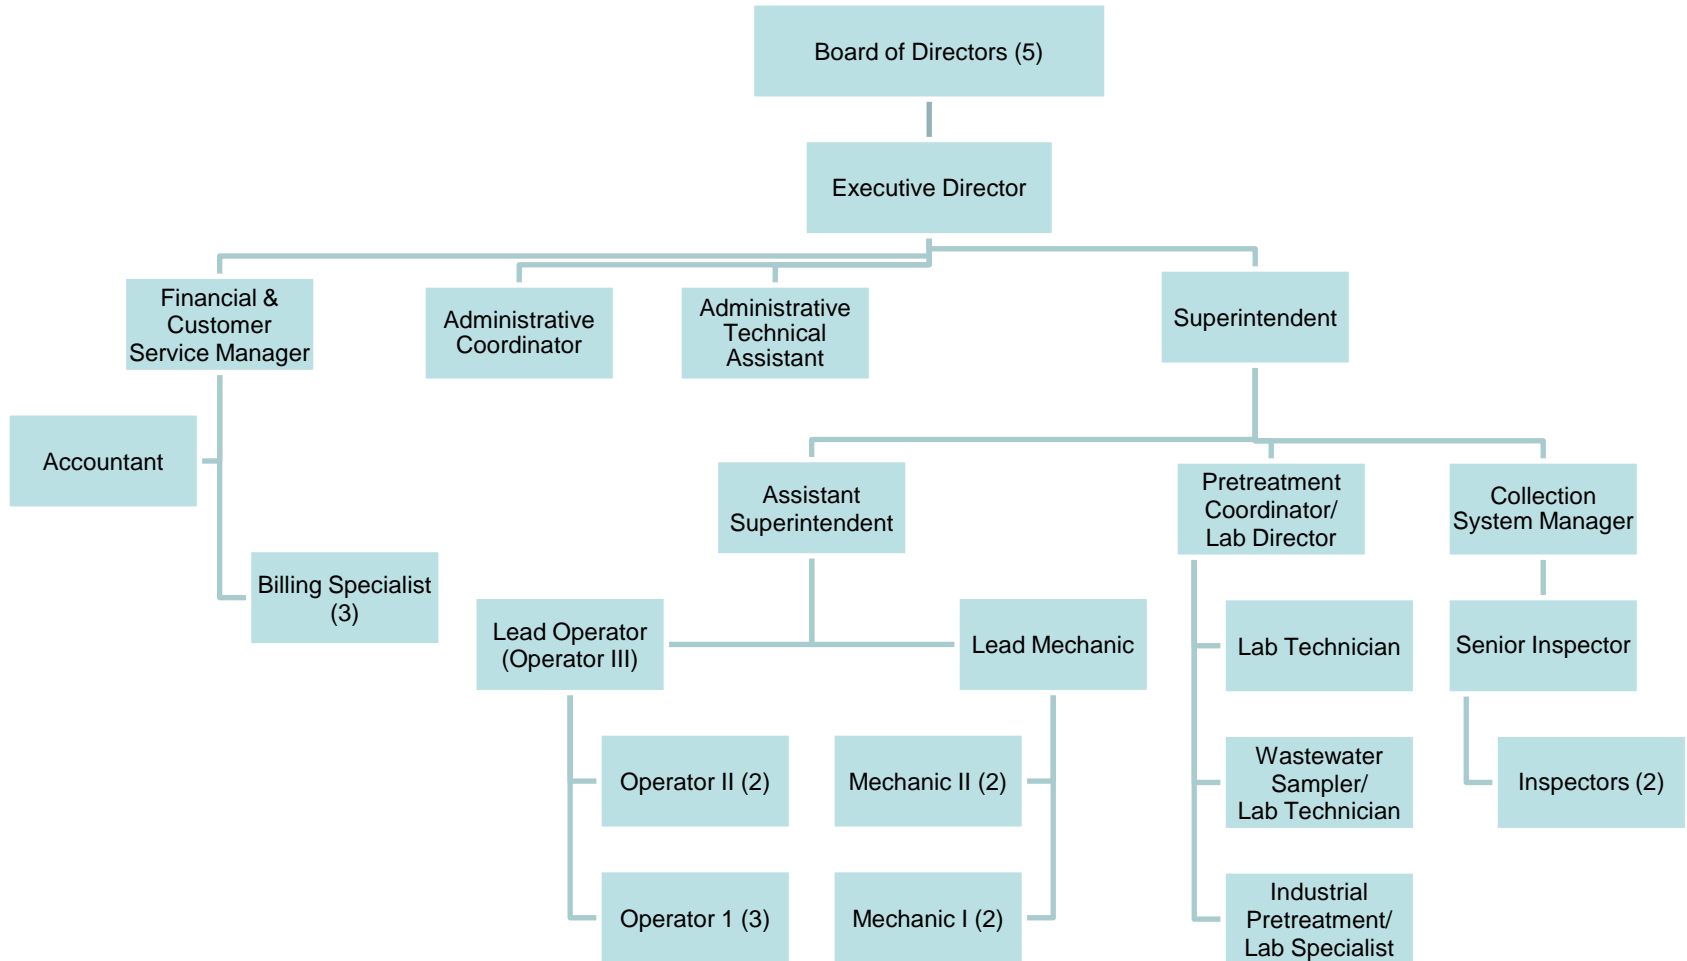 Board of Directors (5)
Executive Director
Financial &
Customer
Service Manager
Administrative
Coordinator
Administrative
Technical
Assistant
Superintendent
Accountant
Billing Specialist
(3)
Assistant
Superintendent
Pretreatment
Coordinator/
Lab Director
Collection
System Manager
Lead Operator
(Operator III)
Lead Mechanic
Lab Technician
Senior Inspector
Operator II (2)
Mechanic II (2)
Wastewater
Sampler/
Lab Technician
Inspectors (2)
Operator 1 (3)
Mechanic I (2)
Industrial
Pretreatment/
Lab Specialist